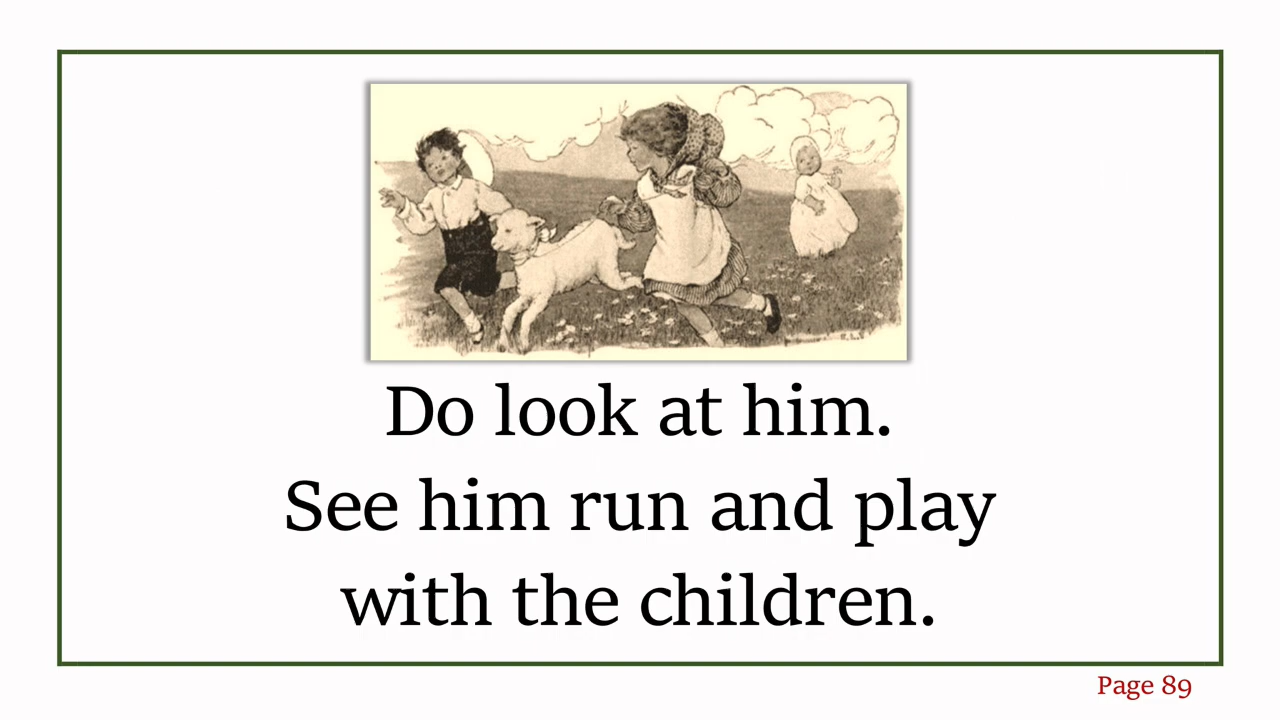 Do look at him.
See him run and play
with the children.
Page 89